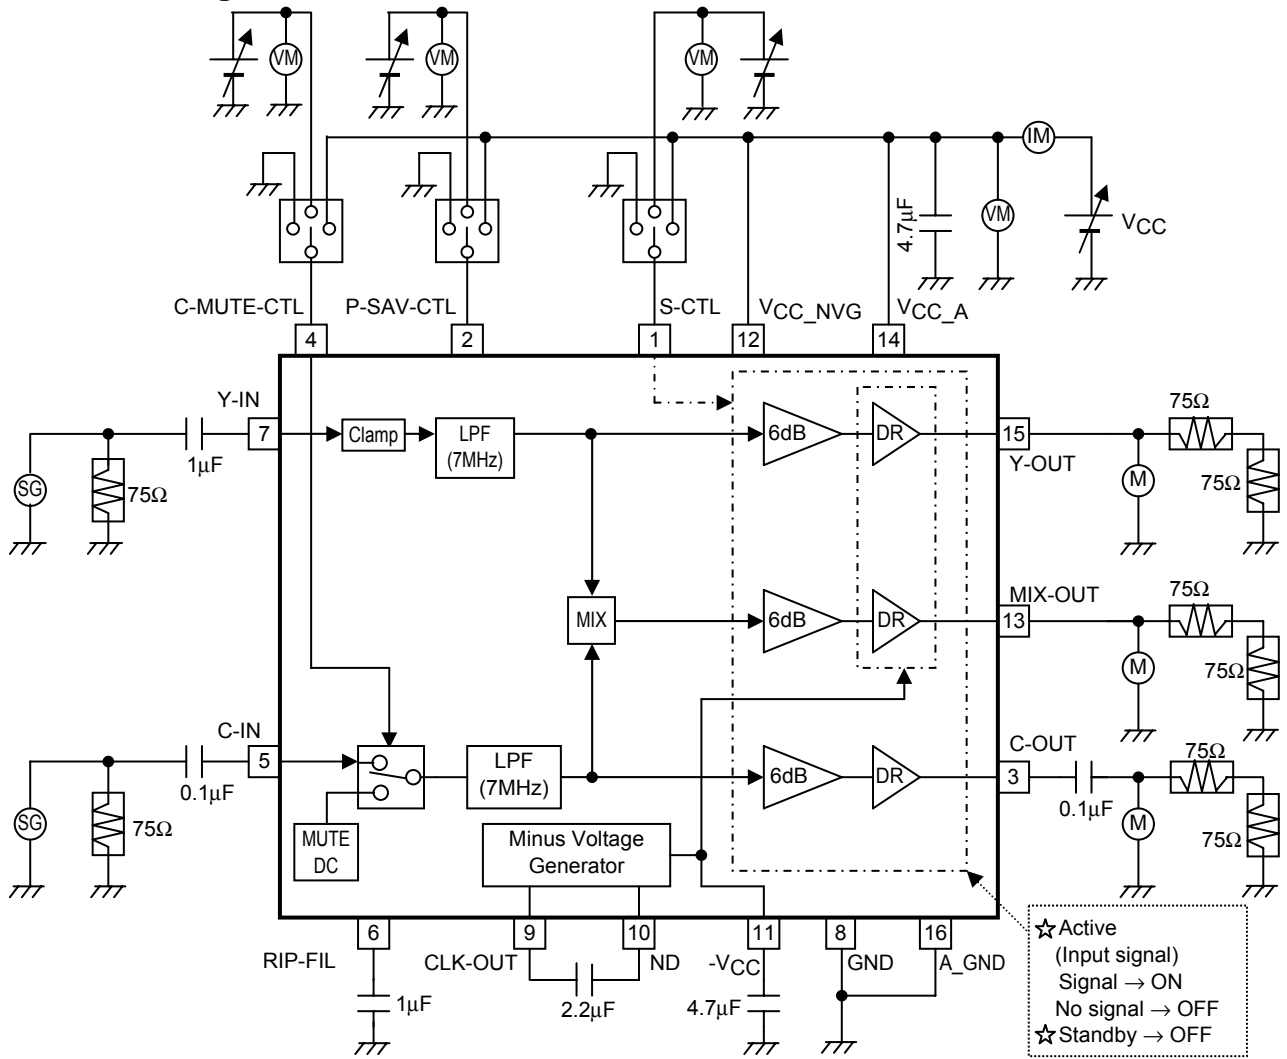 VM
VM
VM
IM
VM
4.7μF
VCC
C-MUTE-CTL
P-SAV-CTL
S-CTL
VCC_NVG
VCC_A
4
2
1
12
14
Y-IN
7
1μF
SG
75Ω
Clamp
LPF
(7MHz)
6dB
DR
15
Y-OUT
M
75Ω
75Ω
MIX
6dB
DR
MIX-OUT
13
M
75Ω
75Ω
C-IN
5
0.1μF
SG
75Ω
MUTE
DC
LPF
(7MHz)
6dB
DR
C-OUT
3
0.1μF
M
75Ω
75Ω
Minus Voltage
Generator
6
9
10
11
8
16
RIP-FIL
CLK-OUT
ND
-VCC
GND
A_GND
1μF
2.2μF
4.7μF
☆Active
(Input signal)
Signal → ON
No signal → OFF
☆Standby → OFF